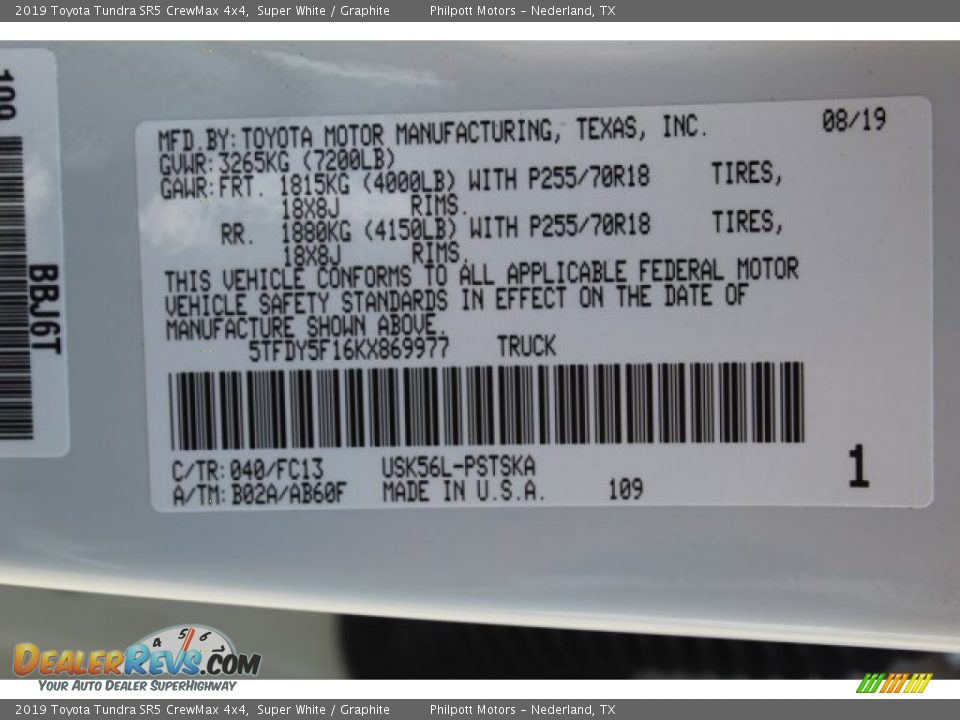 2019 Toyota Tundra SR5 CrewMax 4x4, Super White / Graphite Philpott Motors - Nederland, TX
109
BBJ6T
MFD.BY:TOYOTA MOTOR MANUFACTURING, TEXAS, INC. 08/19
GVWR:3265KG (7200LB)
GAWR:FRT. 1815KG (4000LB) WITH P255/70R18 TIRES,
18X8J RIMS.
RR. 1880KG (4150LB) WITH P255/70R18 TIRES,
18X8J RIMS.
THIS VEHICLE CONFORMS TO ALL APPLICABLE FEDERAL MOTOR
VEHICLE SAFETY STANDARDS IN EFFECT ON THE DATE OF
MANUFACTURE SHOWN ABOVE.
5TFDY5F16KX869977 TRUCK
C/TR:040/FC13 USK56L-PSTSKA
A/TM:B02A/AB60F MADE IN U.S.A. 109
1
4 5 6 7
DEALERREVS.COM
YOUR AUTO DEALER SUPERHIGHWAY
2019 Toyota Tundra SR5 CrewMax 4x4, Super White / Graphite Philpott Motors - Nederland, TX